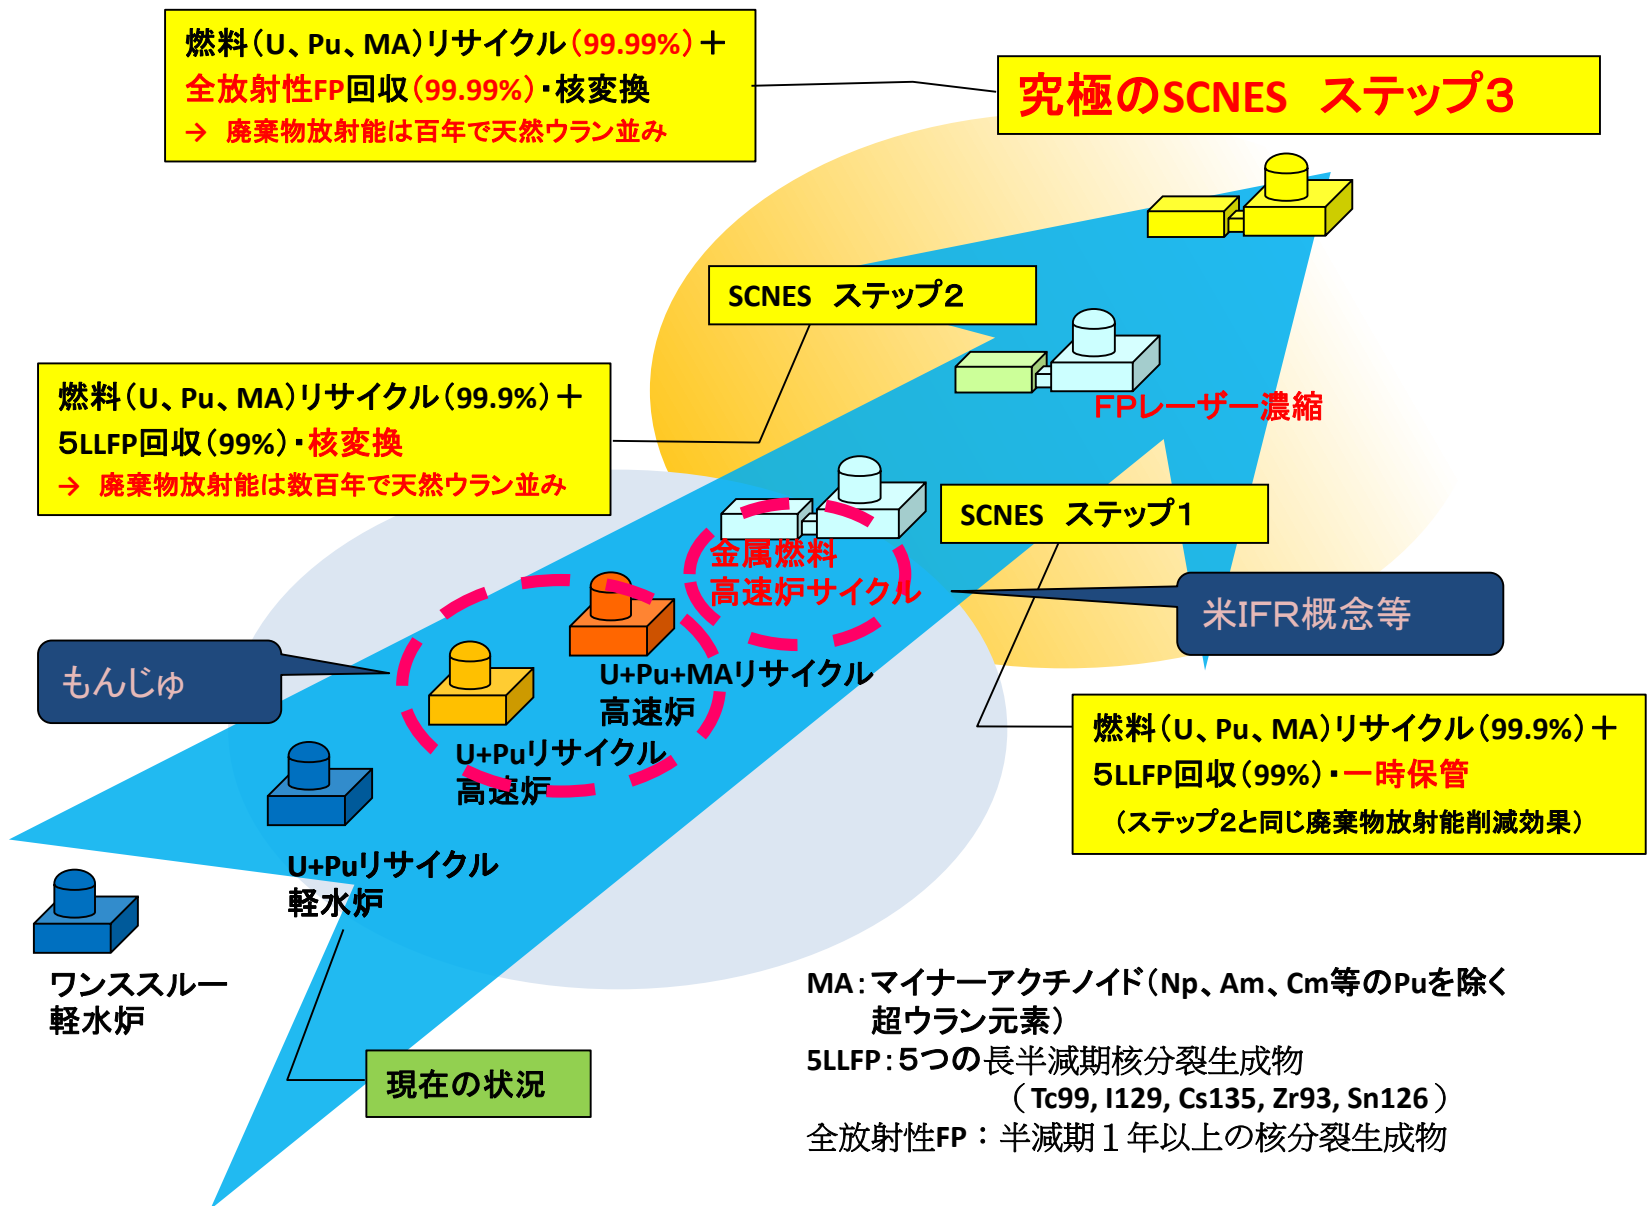 燃料（U、Pu、MA）リサイクル（99.99%）＋
全放射性FP回収（99.99%）・核変換
→ 廃棄物放射能は百年で天然ウラン並み
究極のSCNES ステップ３
SCNES ステップ２
燃料（U、Pu、MA）リサイクル（99.9%）＋
５LLFP回収（99%）・核変換
→ 廃棄物放射能は数百年で天然ウラン並み
FPレーザー濃縮
SCNES ステップ１
金属燃料
高速炉サイクル
米IFR概念等
もんじゅ
U+Pu+MAリサイクル
高速炉
U+Puリサイクル
高速炉
燃料（U、Pu、MA）リサイクル（99.9%）＋
５LLFP回収（99%）・一時保管
（ステップ２と同じ廃棄物放射能削減効果）
U+Puリサイクル
軽水炉
ワンススルー
軽水炉
現在の状況
MA：マイナーアクチノイド（Np、Am、Cm等のPuを除く
超ウラン元素）
5LLFP：５つの長半減期核分裂生成物
（Tc99, I129, Cs135, Zr93, Sn126）
全放射性FP：半減期１年以上の核分裂生成物